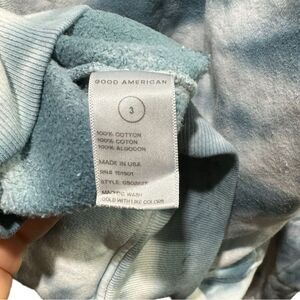 GOOD AMERICAN
3
100% COTTON
100% COTON
100% ALGODON
MADE IN USA
RN# 151501
STYLE:
MACHINE WASH
COLD WITH LIKE COLORS